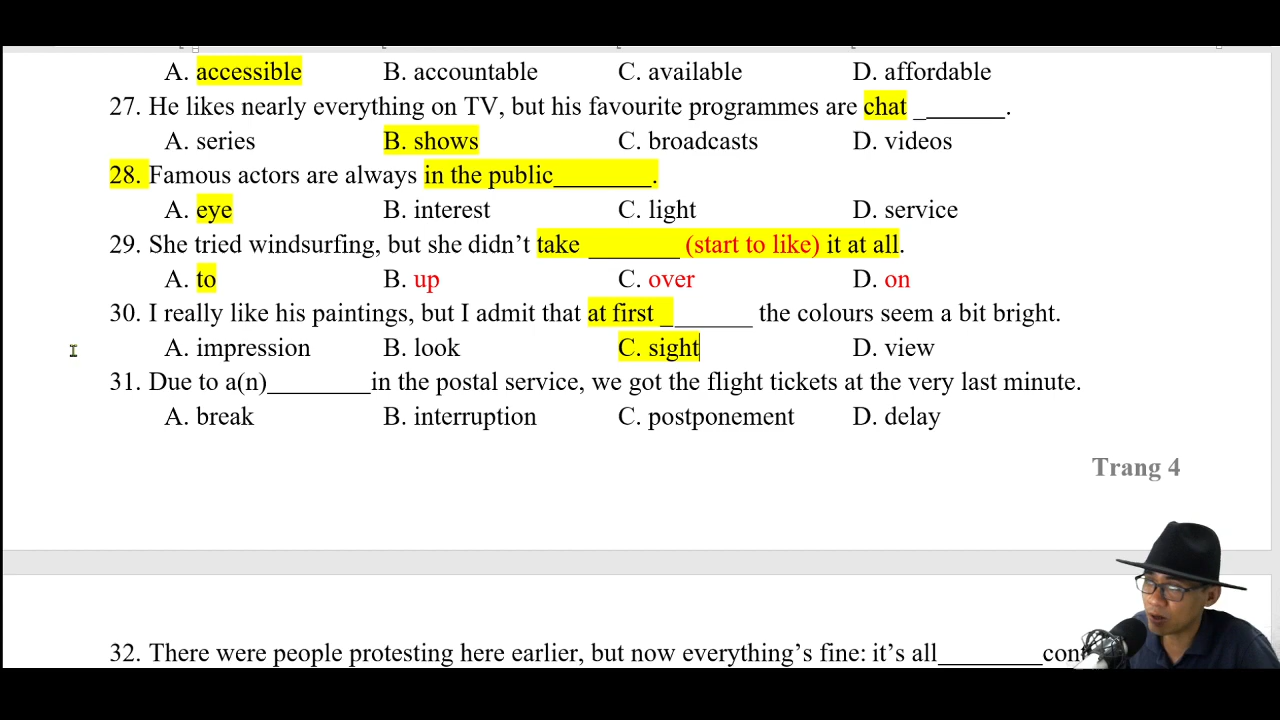 A. accessible B. accountable C. available D. affordable
27. He likes nearly everything on TV, but his favourite programmes are chat _______.
A. series B. shows C. broadcasts D. videos
28. Famous actors are always in the public_______.
A. eye B. interest C. light D. service
29. She tried windsurfing, but she didn’t take _______ (start to like) it at all.
A. to B. up C. over D. on
30. I really like his paintings, but I admit that at first _______ the colours seem a bit bright.
A. impression B. look C. sight D. view
31. Due to a(n)________in the postal service, we got the flight tickets at the very last minute.
A. break B. interruption C. postponement D. delay
Trang 4
32. There were people protesting here earlier, but now everything’s fine: it’s all________